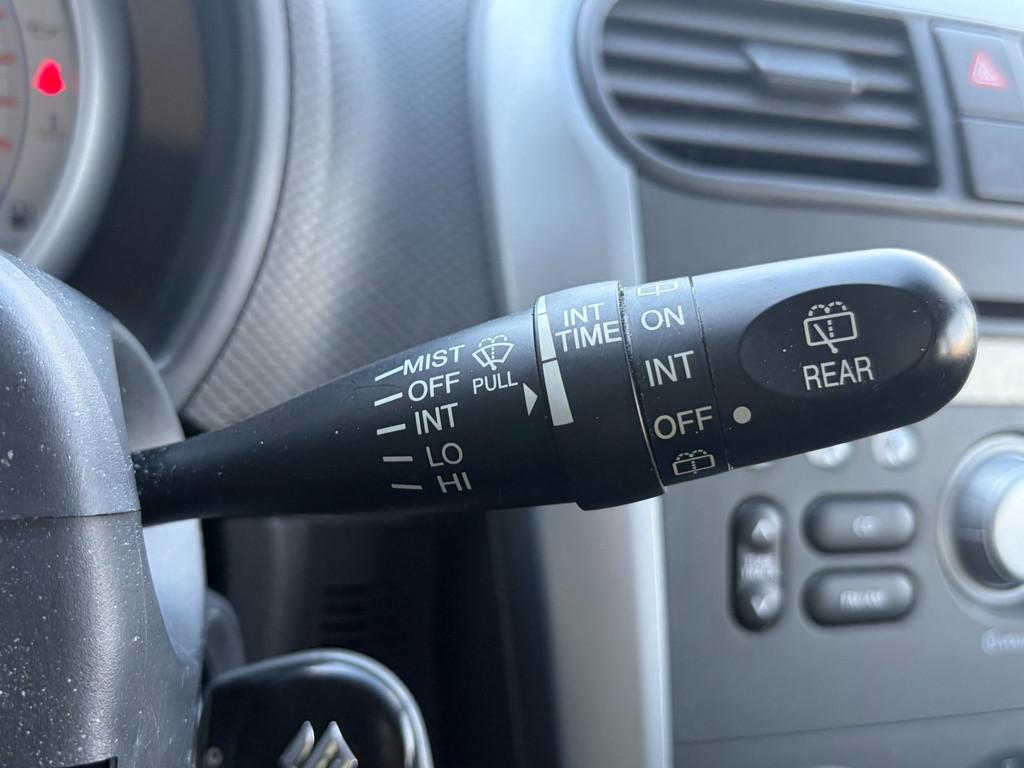 MIST
OFF
INT
LO
HI
PULL
INT
TIME
ON
INT
OFF
REAR